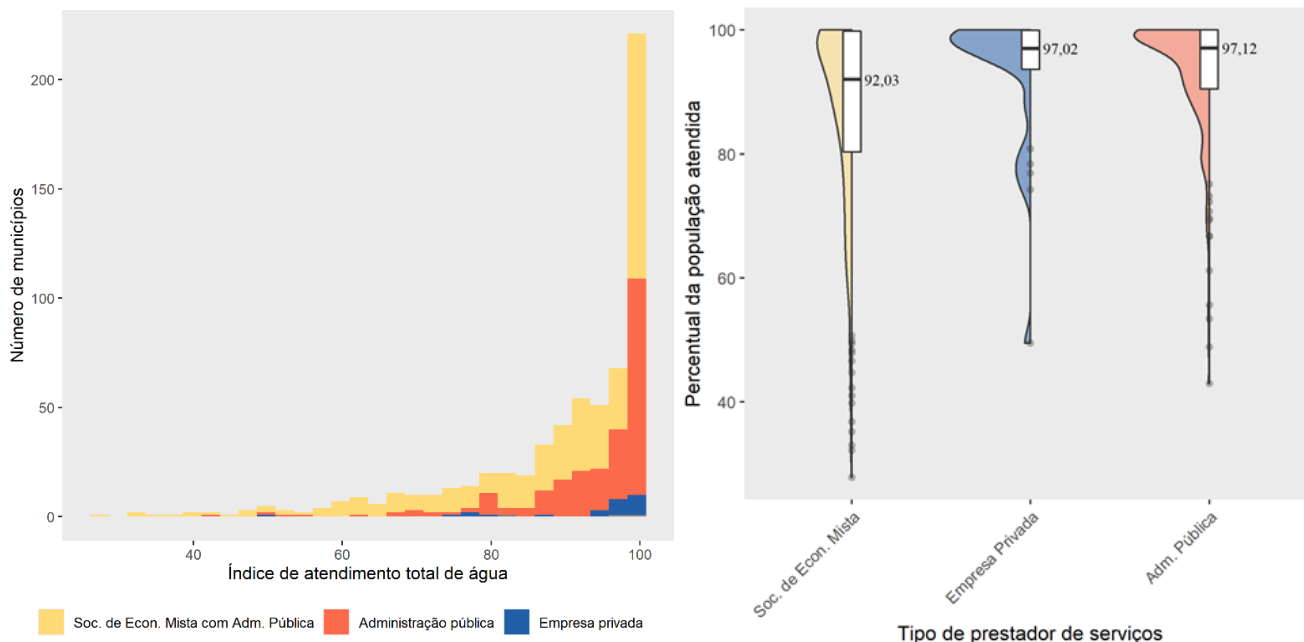 Número de municípios
200
150
100
50
0
40
60
80
100
Índice de atendimento total de água
Soc. de Econ. Mista com Adm. Pública
Administração pública
Empresa privada
Percentual da população atendida
100
80
60
40
92,03
97,02
97,12
Soc. de Econ. Mista
Empresa Privada
Adm. Pública
Tipo de prestador de serviços